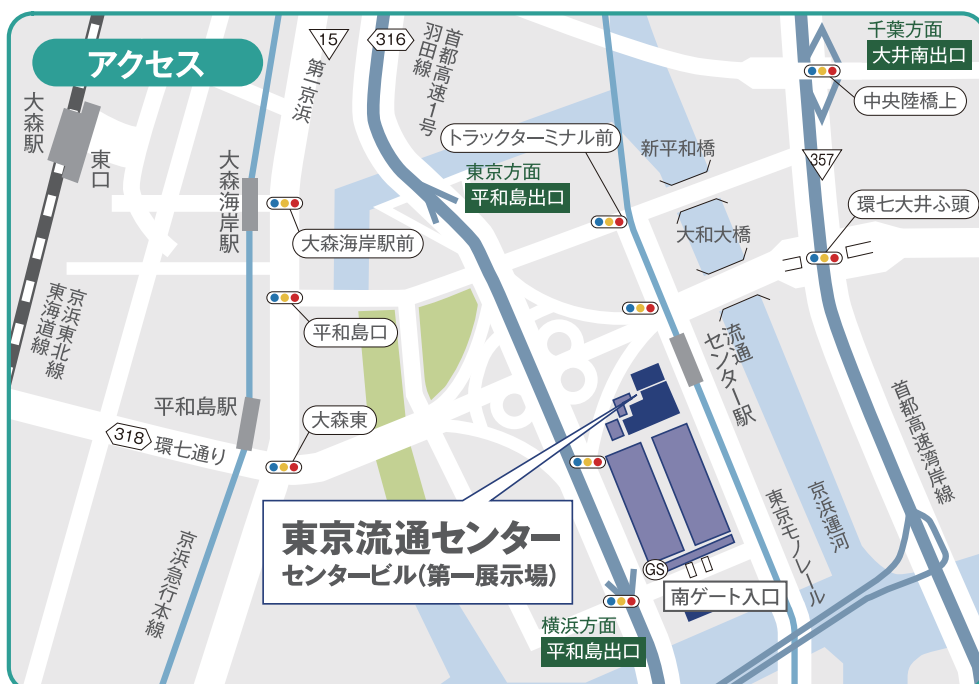 アクセス
15
316
首都高速1号
羽田線
第一京浜
千葉方面
大井南出口
中央陸橋上
大森駅
東口
大森海岸駅
トラックターミナル前
新平和橋
357
東京方面
平和島出口
環七大井ふ頭
大森海岸駅前
大和大橋
京浜東北線
東海道線
平和島口
流通
センター駅
平和島駅
大森東
318
環七通り
首都高速湾岸線
東京流通センター
センタービル(第一展示場)
京浜急行本線
東京モノレール
京浜運河
GS
南ゲート入口
横浜方面
平和島出口